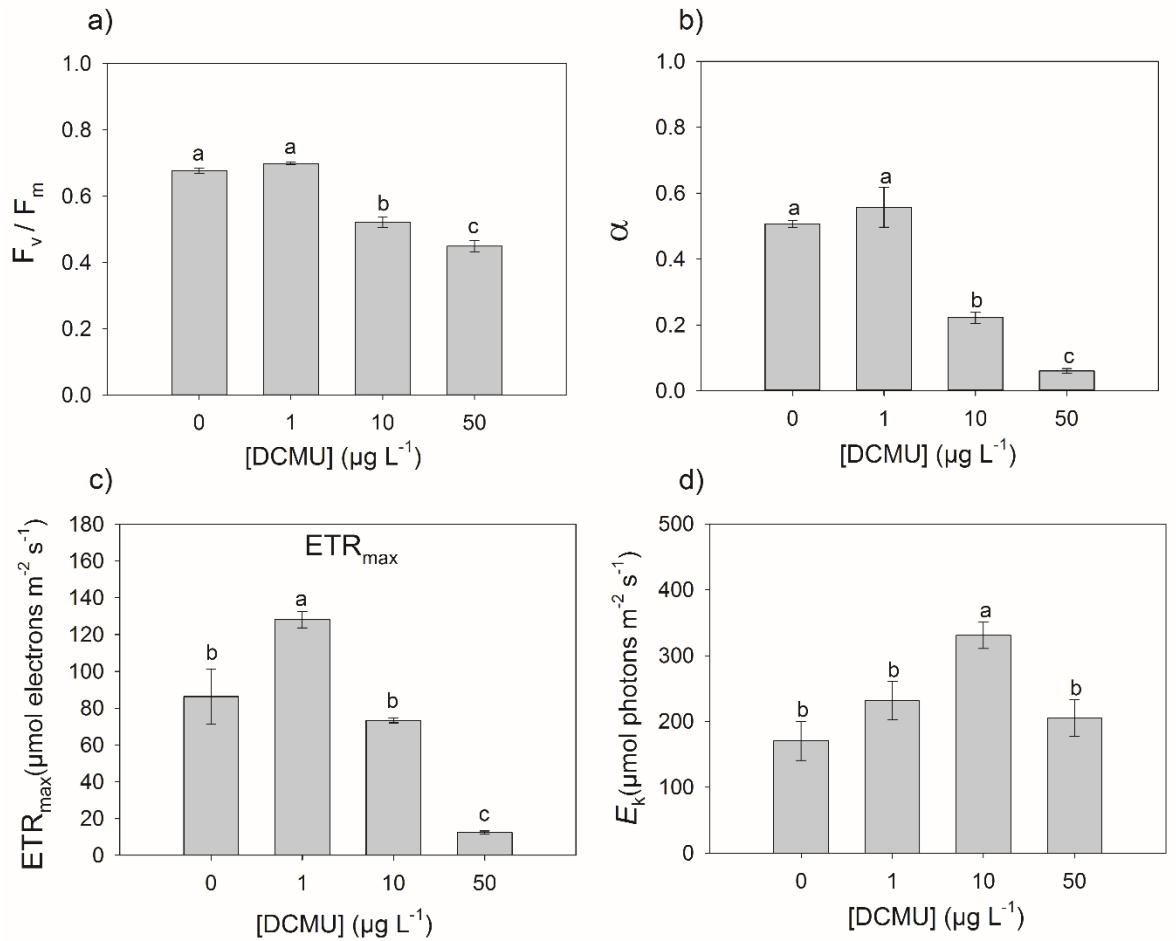 a)
1.0
0.8
0.6
0.4
0.2
0.0
Fv / Fm
a
a
b
c
0
1
10
50
[DCMU] (µg L-1)
b)
1.0
0.8
0.6
0.4
0.2
0.0
α
a
a
b
c
0
1
10
50
[DCMU] (µg L-1)
c)
180
160
140
120
100
80
60
40
20
0
ETRmax(µmol electrons m-2 s-1)
ETRmax
b
a
b
c
0
1
10
50
[DCMU] (µg L-1)
d)
500
400
300
200
100
0
Ek(µmol photons m-2 s-1)
b
b
a
b
0
1
10
50
[DCMU] (µg L-1)